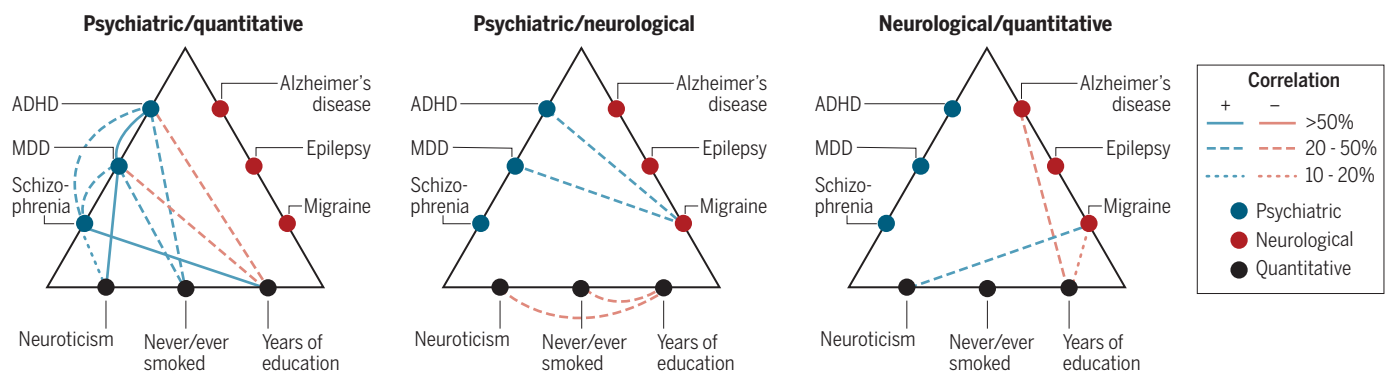 Psychiatric/quantitative
ADHD
MDD
Schizo-
phrenia
Alzheimer's
disease
Epilepsy
Migraine
Neuroticism
Never/ever
smoked
Years of
education
Psychiatric/neurological
ADHD
MDD
Schizo-
phrenia
Alzheimer's
disease
Epilepsy
Migraine
Neuroticism
Never/ever
smoked
Years of
education
Neurological/quantitative
ADHD
MDD
Schizo-
phrenia
Alzheimer's
disease
Epilepsy
Migraine
Neuroticism
Never/ever
smoked
Years of
education
Correlation
+ –
>50%
20 - 50%
10 - 20%
Psychiatric
Neurological
Quantitative